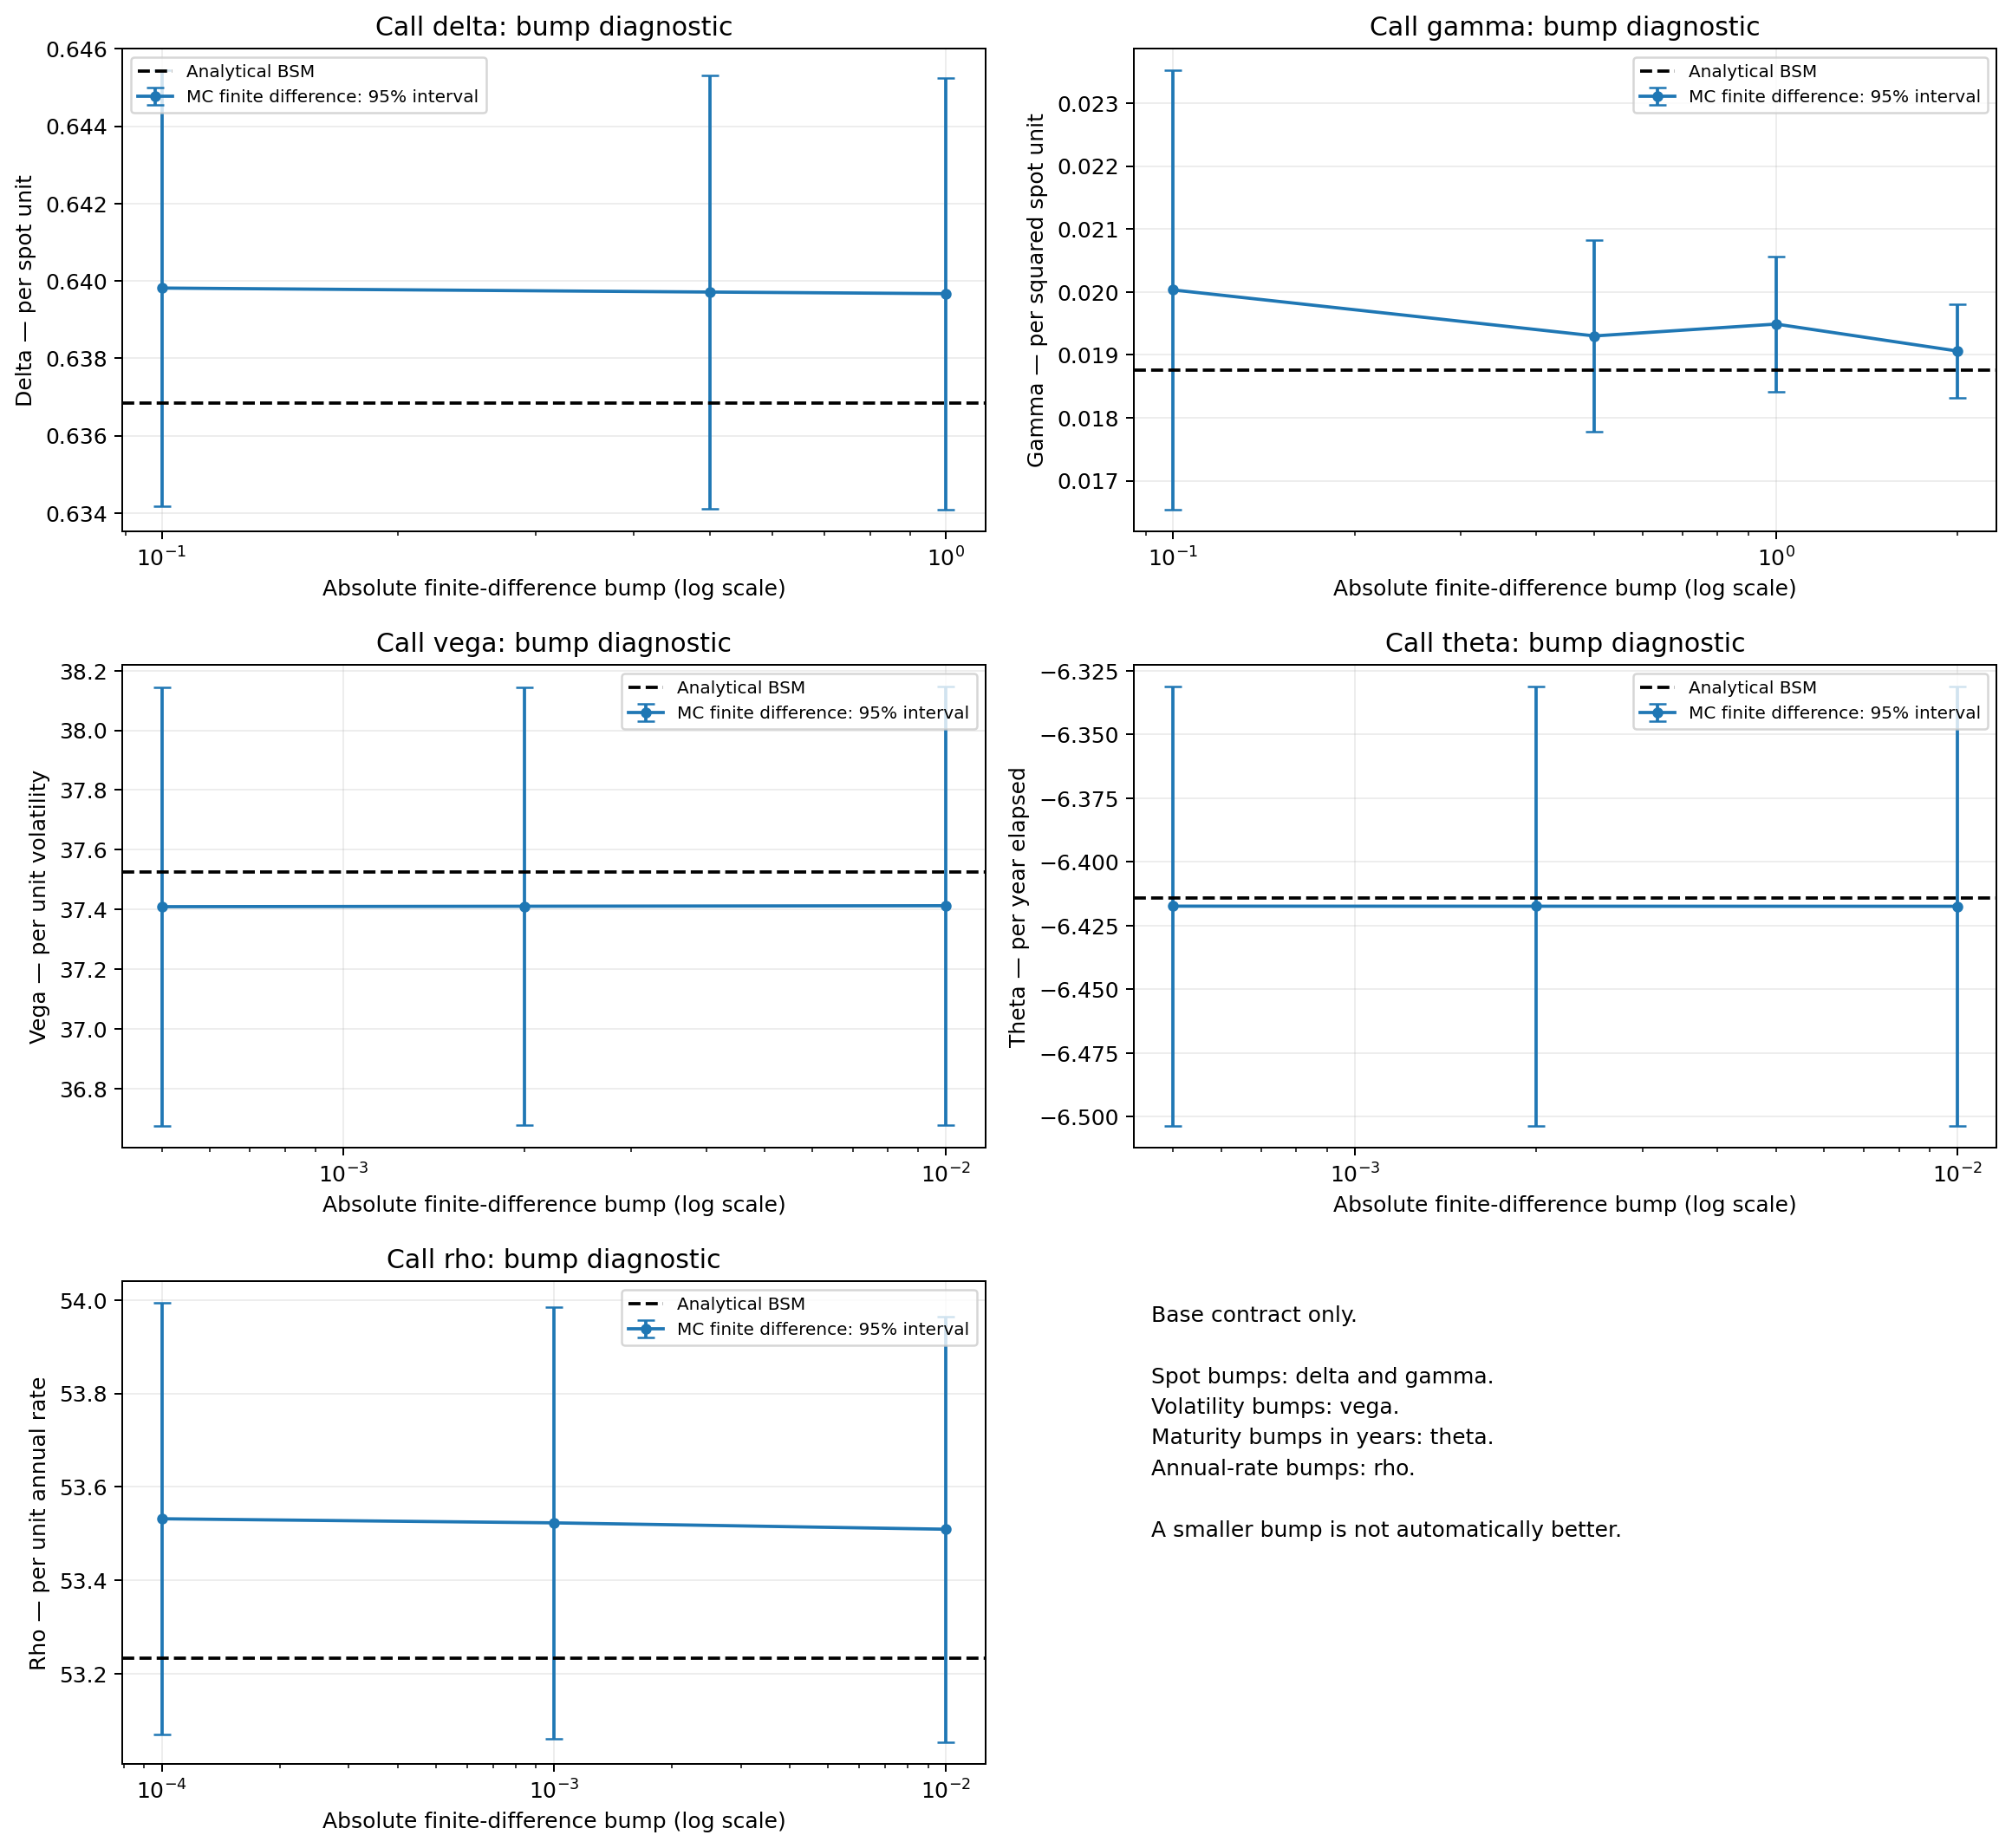 Call delta: bump diagnostic
Analytical BSM
MC finite difference: 95% interval
Delta — per spot unit
0.646
0.644
0.642
0.640
0.638
0.636
0.634
10⁻¹
10⁰
Absolute finite-difference bump (log scale)
Call gamma: bump diagnostic
Analytical BSM
MC finite difference: 95% interval
Gamma — per squared spot unit
0.023
0.022
0.021
0.020
0.019
0.018
0.017
10⁻¹
10⁰
Absolute finite-difference bump (log scale)
Call vega: bump diagnostic
Analytical BSM
MC finite difference: 95% interval
Vega — per unit volatility
38.2
38.0
37.8
37.6
37.4
37.2
37.0
36.8
10⁻³
10⁻²
Absolute finite-difference bump (log scale)
Call theta: bump diagnostic
Analytical BSM
MC finite difference: 95% interval
Theta — per year elapsed
−6.325
−6.350
−6.375
−6.400
−6.425
−6.450
−6.475
−6.500
10⁻³
10⁻²
Absolute finite-difference bump (log scale)
Call rho: bump diagnostic
Analytical BSM
MC finite difference: 95% interval
Rho — per unit annual rate
54.0
53.8
53.6
53.4
53.2
10⁻⁴
10⁻³
10⁻²
Absolute finite-difference bump (log scale)
Base contract only.
Spot bumps: delta and gamma.
Volatility bumps: vega.
Maturity bumps in years: theta.
Annual-rate bumps: rho.
A smaller bump is not automatically better.